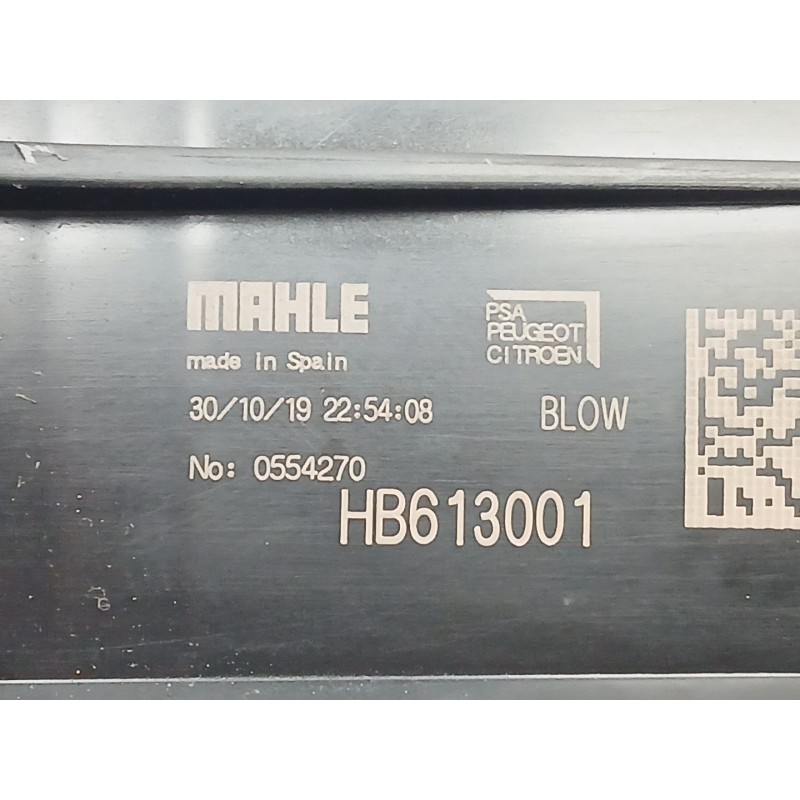 MAHLE
made in Spain
30/10/19 22:54:08
No: 0554270
PSA
PEUGEOT
CITROEN
BLOW
HB613001